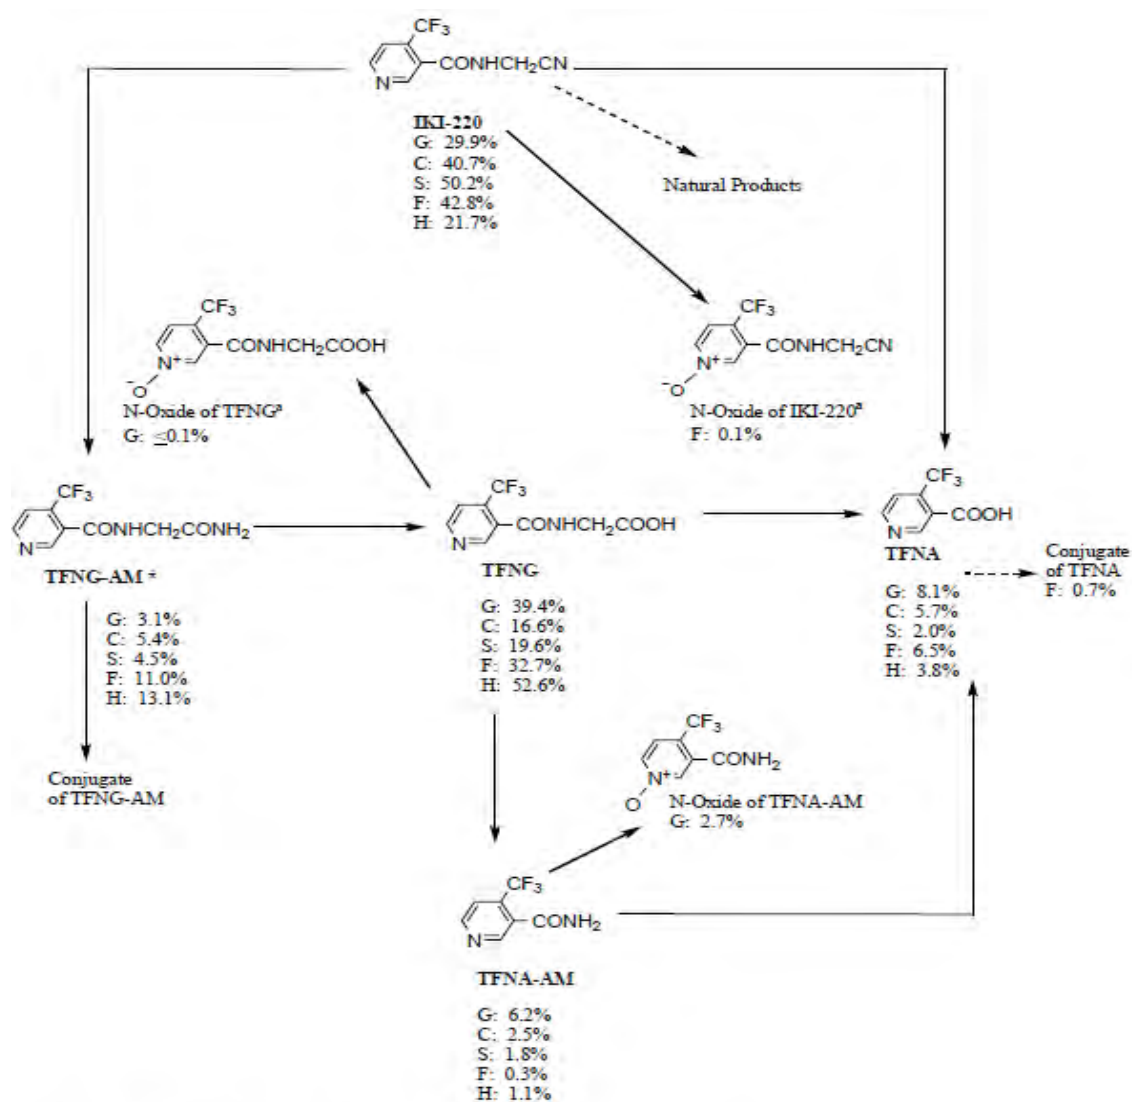 CF₃
CONHCH₂CN
N
IKI-220
G: 29.9%
C: 40.7%
S: 50.2%
F: 42.8%
H: 21.7%
Natural Products
CF₃
CONHCH₂COOH
N⁺
⁻O
N-Oxide of TFNGª
G: ≤0.1%
CF₃
CONHCH₂CN
N⁺
⁻O
N-Oxide of IKI-220ª
F: 0.1%
CF₃
CONHCH₂CONH₂
N
TFNG-AM ª
G: 3.1%
C: 5.4%
S: 4.5%
F: 11.0%
H: 13.1%
Conjugate
of TFNG-AM
CF₃
CONHCH₂COOH
N
TFNG
G: 39.4%
C: 16.6%
S: 19.6%
F: 32.7%
H: 52.6%
CF₃
COOH
N
TFNA
G: 8.1%
C: 5.7%
S: 2.0%
F: 6.5%
H: 3.8%
Conjugate
of TFNA
F: 0.7%
CF₃
CONH₂
N⁺
O
N-Oxide of TFNA-AM
G: 2.7%
CF₃
CONH₂
N
TFNA-AM
G: 6.2%
C: 2.5%
S: 1.8%
F: 0.3%
H: 1.1%